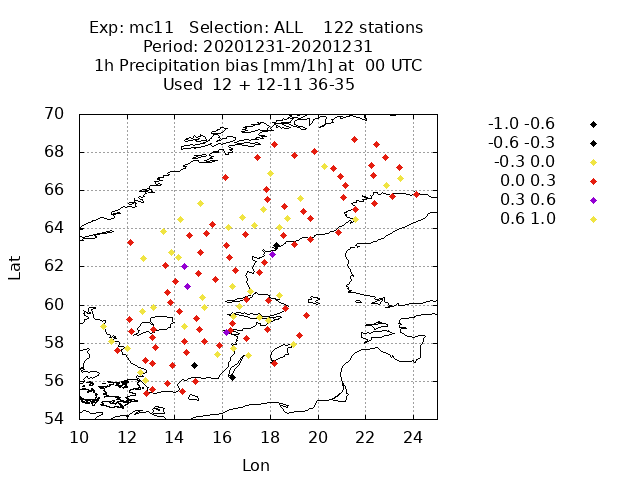 Exp: mc11 Selection: ALL 122 stations
Period: 20201231-20201231
1h Precipitation bias [mm/1h] at 00 UTC
Used 12 + 12-11 36-35
70
68
66
64
62
60
58
56
54
Lat
10 12 14 16 18 20 22 24
Lon
-1.0 -0.6
-0.6 -0.3
-0.3 0.0
0.0 0.3
0.3 0.6
0.6 1.0